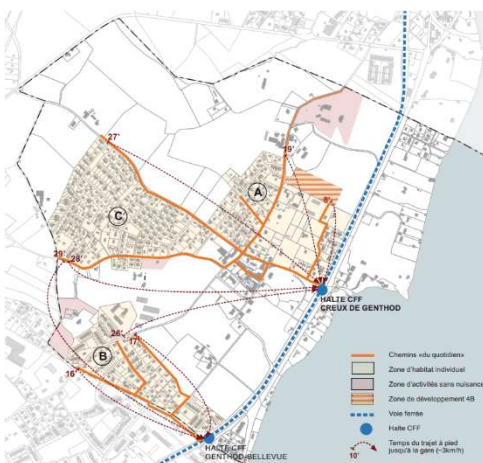 27'
19'
A
8'
C
29'
28'
HALTE CFF
CREUX DE GENTHOD
26'
17'
B
16'
HALTE CFF
GENTHOD-BELLEVUE
Chemins «du quotidien»
Zone d'habitat individuel
Zone d'activités sans nuisance
Zone de développement 4B
Voie ferrée
Halte CFF
Temps du trajet à pied
jusqu'à la gare (~3km/h)
10'